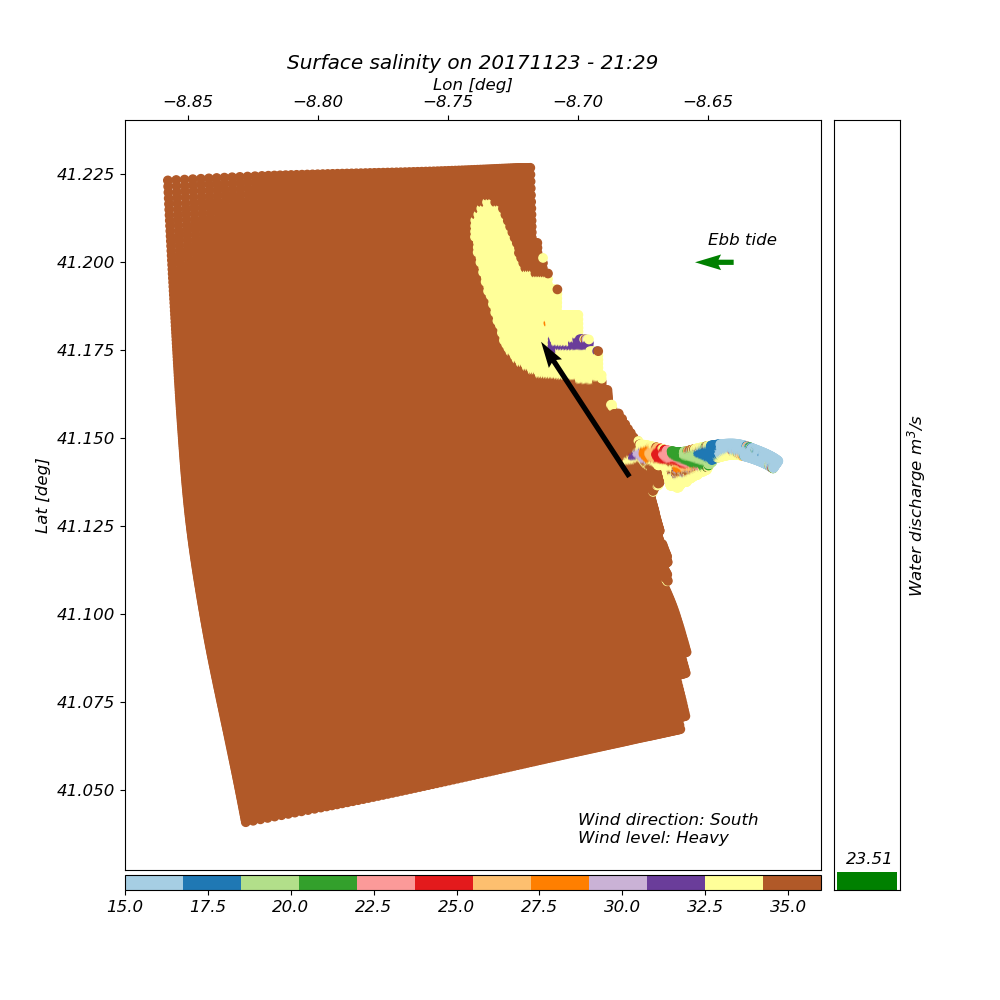 Surface salinity on 20171123 - 21:29
Lon [deg]
−8.85 −8.80 −8.75 −8.70 −8.65
41.225
41.200
41.175
41.150
41.125
41.100
41.075
41.050
Lat [deg]
Ebb tide
Wind direction: South
Wind level: Heavy
Water discharge m³/s
23.51
15.0 17.5 20.0 22.5 25.0 27.5 30.0 32.5 35.0